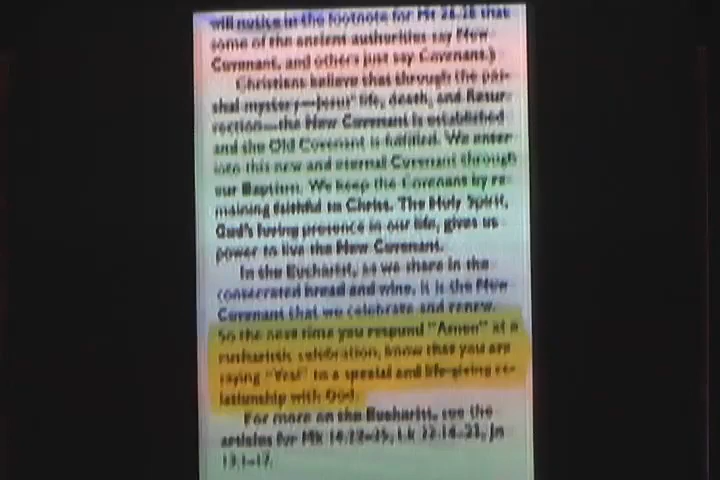 will notice in the footnote for Mt 26:28 that
some of the ancient authorities say New
Covenant, and others just say Covenant.)
Christians believe that through the pas-
chal mystery—Jesus' life, death, and Resur-
rection—the New Covenant is established
and the Old Covenant is fulfilled. We enter
into this new and eternal Covenant through
our Baptism. We keep the Covenant by re-
maining faithful to Christ. The Holy Spirit,
God's loving presence in our life, gives us
power to live the New Covenant.
In the Eucharist, as we share in the
consecrated bread and wine, it is the New
Covenant that we celebrate and renew.
So the next time you respond "Amen" at a
eucharistic celebration, know that you are
saying "Yes!" to a special and life-giving re-
lationship with God.
For more on the Eucharist, see the
articles for Mk 14:22–25, Lk 22:14–23, Jn
13:1–17.